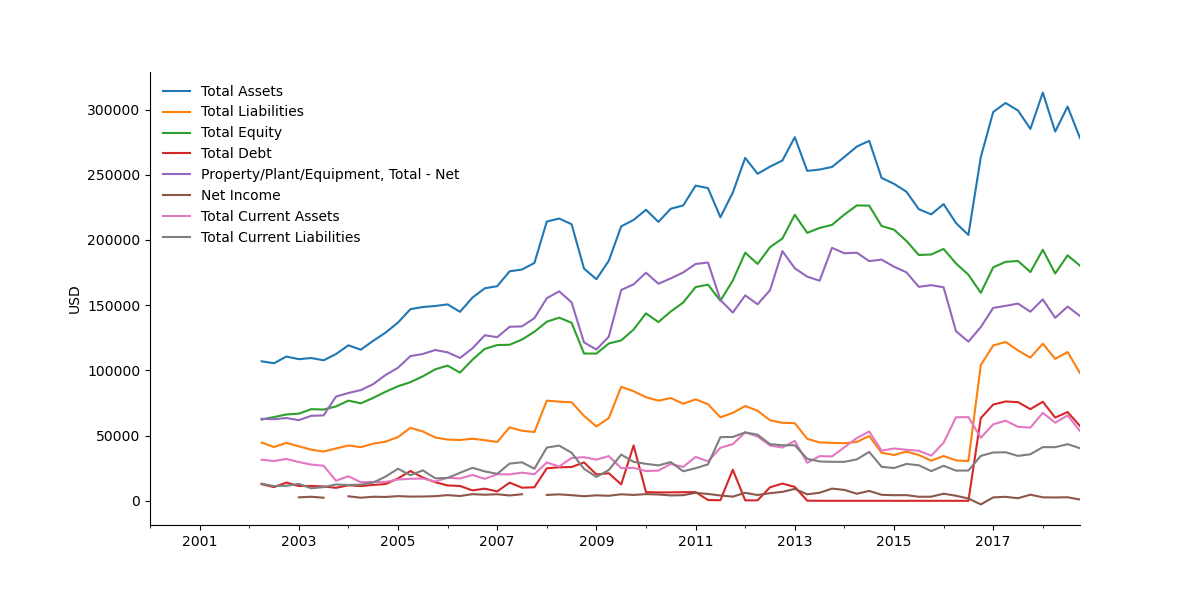 Total Assets
Total Liabilities
Total Equity
Total Debt
Property/Plant/Equipment, Total - Net
Net Income
Total Current Assets
Total Current Liabilities
USD
300000
250000
200000
150000
100000
50000
0
2001 2003 2005 2007 2009 2011 2013 2015 2017